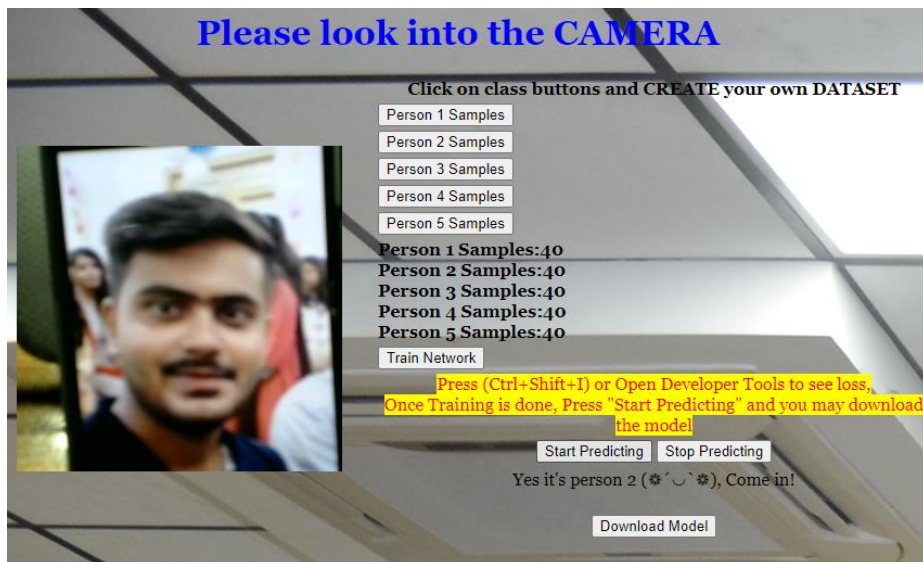 Please look into the CAMERA
Click on class buttons and CREATE your own DATASET
Person 1 Samples
Person 2 Samples
Person 3 Samples
Person 4 Samples
Person 5 Samples
Person 1 Samples:40
Person 2 Samples:40
Person 3 Samples:40
Person 4 Samples:40
Person 5 Samples:40
Train Network
Press (Ctrl+Shift+I) or Open Developer Tools to see loss,
Once Training is done, Press "Start Predicting" and you may download
the model
Start Predicting Stop Predicting
Yes it's person 2 (❁´◡`❁), Come in!
Download Model